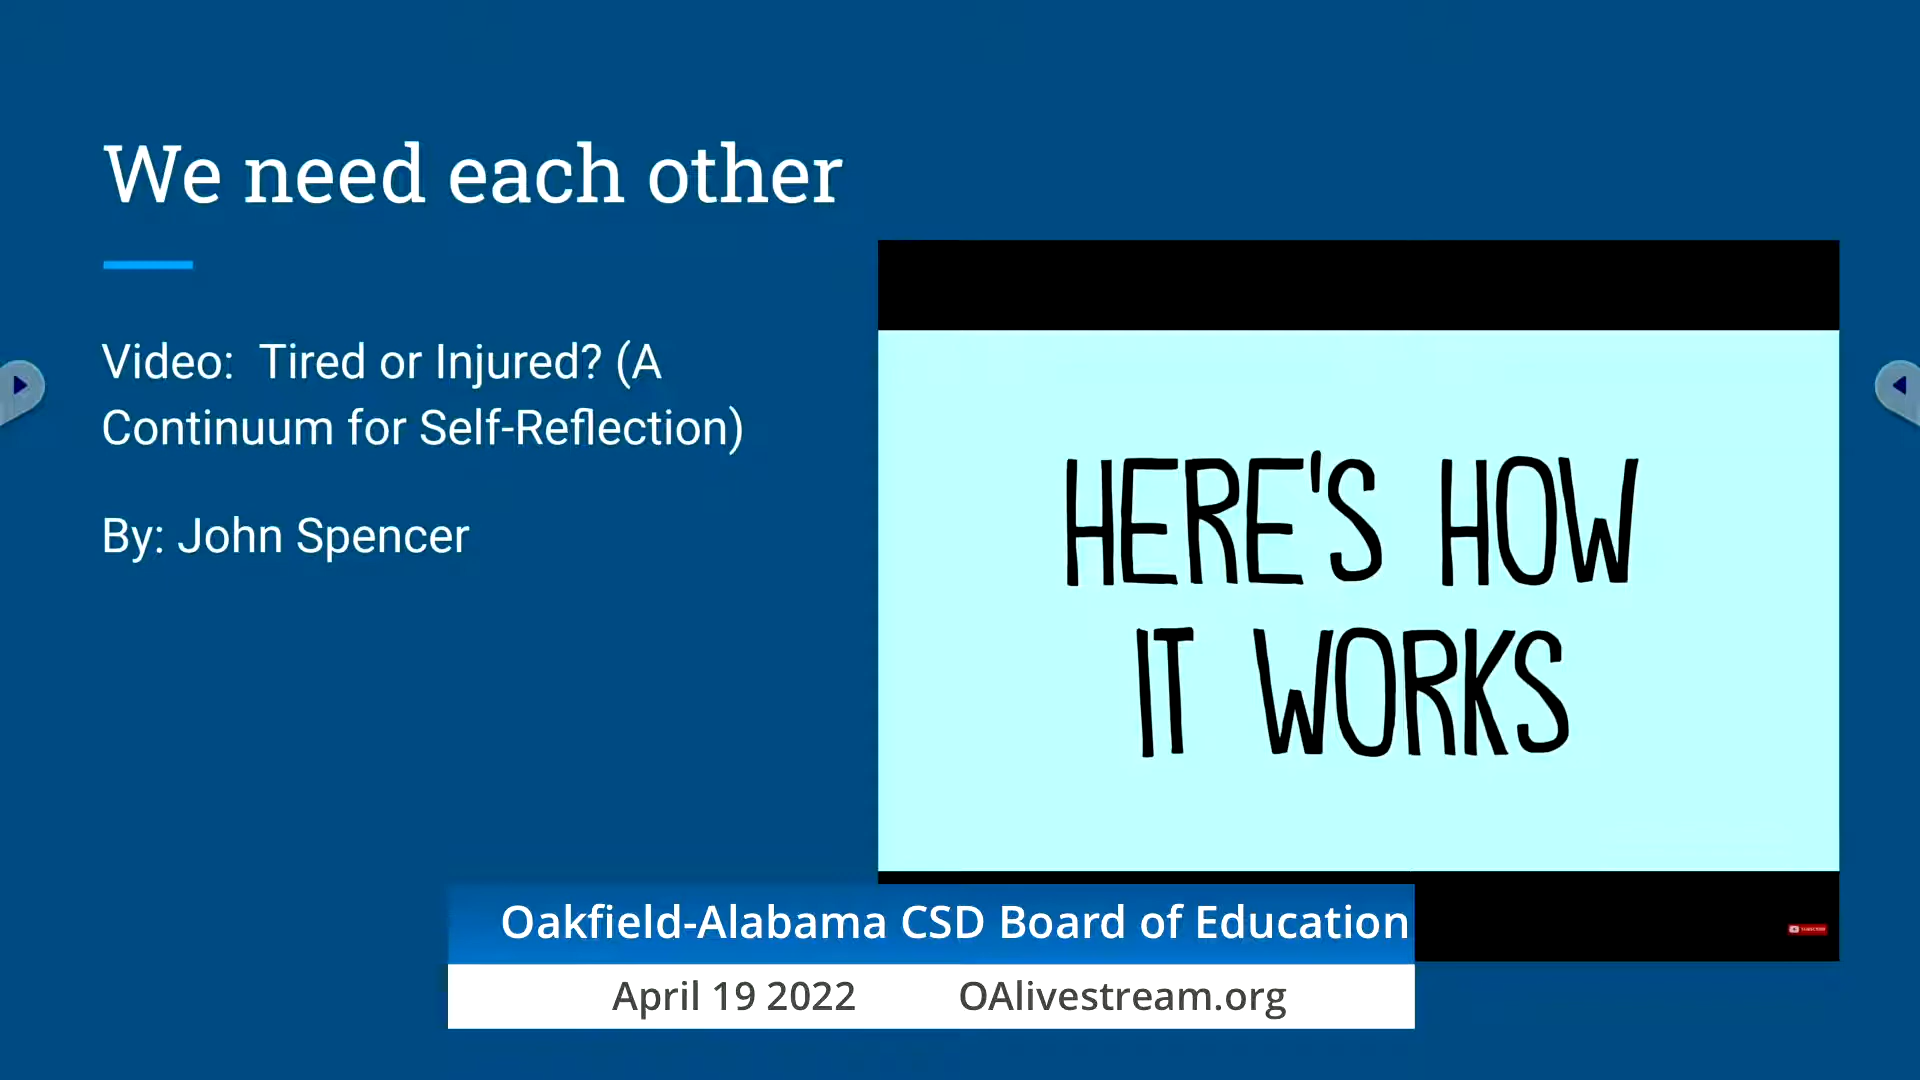 We need each other
Video:  Tired or Injured? (A
Continuum for Self-Reflection)
By: John Spencer
HERE'S HOW
IT WORKS
Oakfield-Alabama CSD Board of Education
April 19 2022 OAlivestream.org